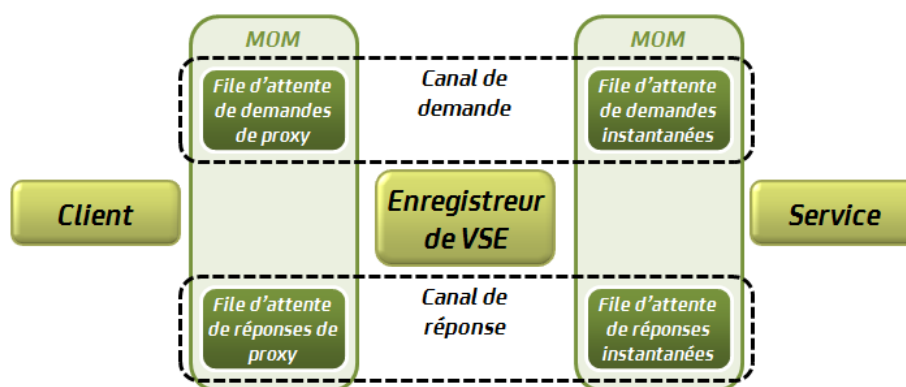 MOM
MOM
File d'attente
de demandes
de proxy
Canal de
demande
File d'attente
de demandes
instantanées
Client
Enregistreur
de VSE
Service
File d'attente
de réponses de
proxy
Canal de
réponse
File d'attente
de réponses
instantanées